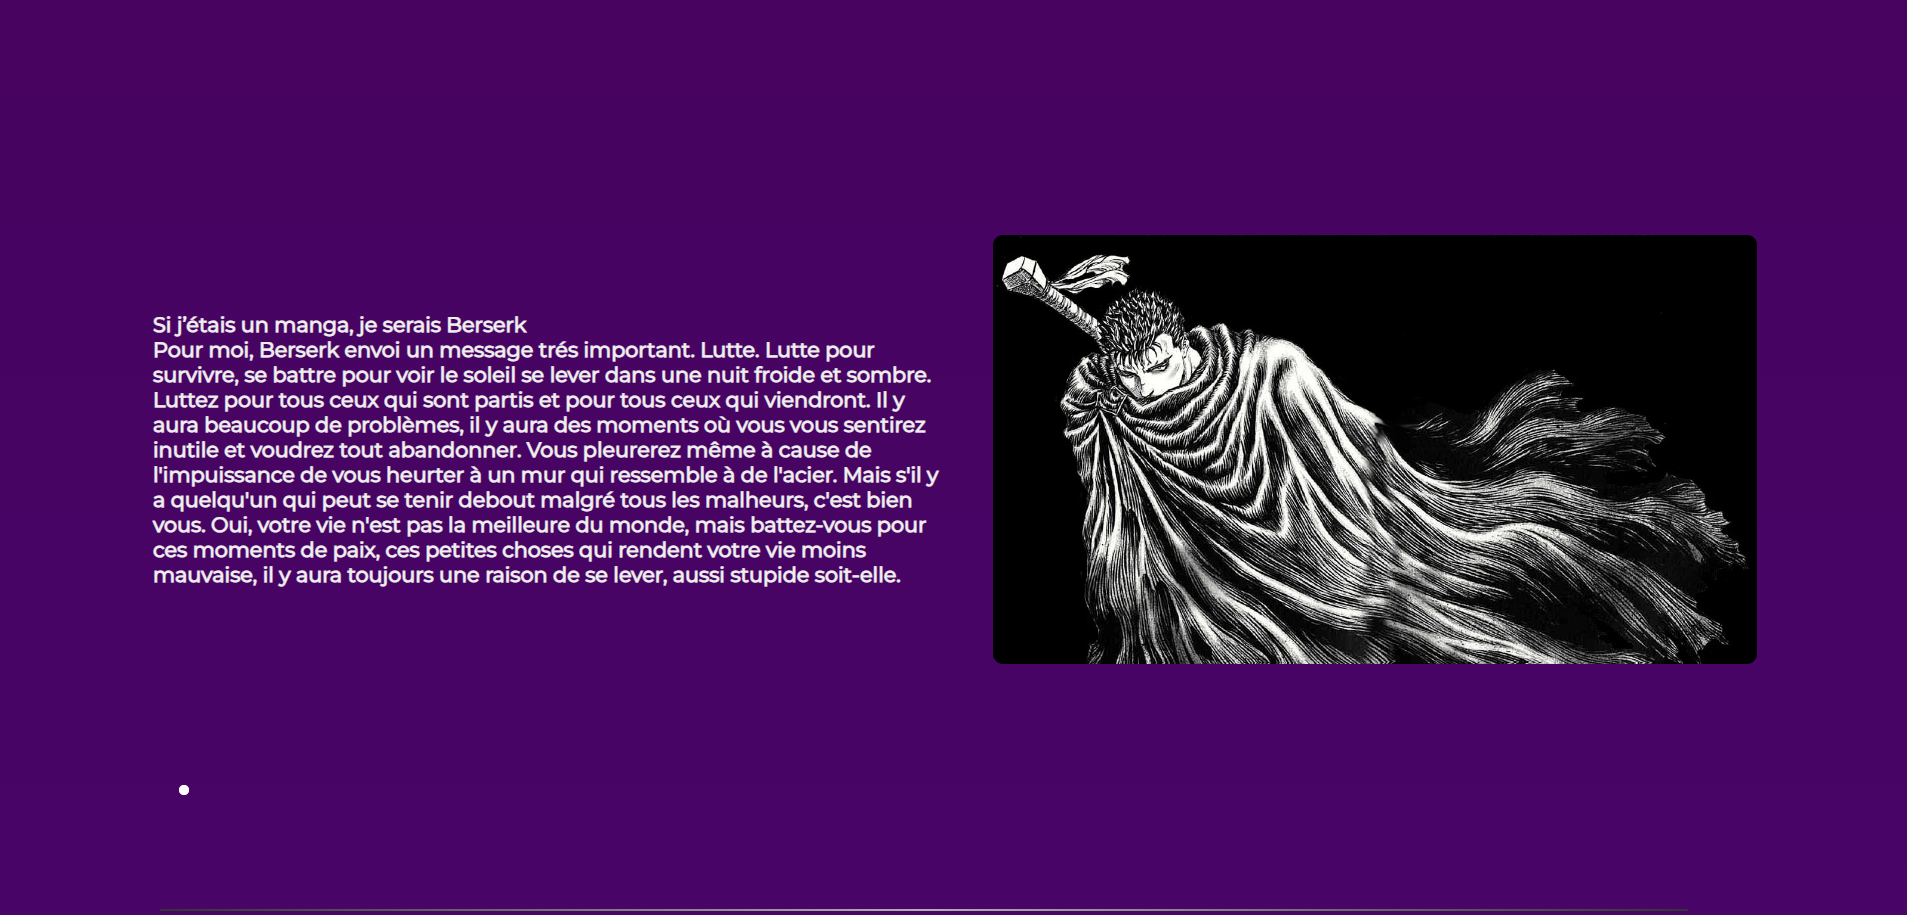 Si j’étais un manga, je serais Berserk
Pour moi, Berserk envoi un message trés important. Lutte. Lutte pour
survivre, se battre pour voir le soleil se lever dans une nuit froide et sombre.
Luttez pour tous ceux qui sont partis et pour tous ceux qui viendront. Il y
aura beaucoup de problèmes, il y aura des moments où vous vous sentirez
inutile et voudrez tout abandonner. Vous pleurerez même à cause de
l'impuissance de vous heurter à un mur qui ressemble à de l'acier. Mais s'il y
a quelqu'un qui peut se tenir debout malgré tous les malheurs, c'est bien
vous. Oui, votre vie n'est pas la meilleure du monde, mais battez-vous pour
ces moments de paix, ces petites choses qui rendent votre vie moins
mauvaise, il y aura toujours une raison de se lever, aussi stupide soit-elle.